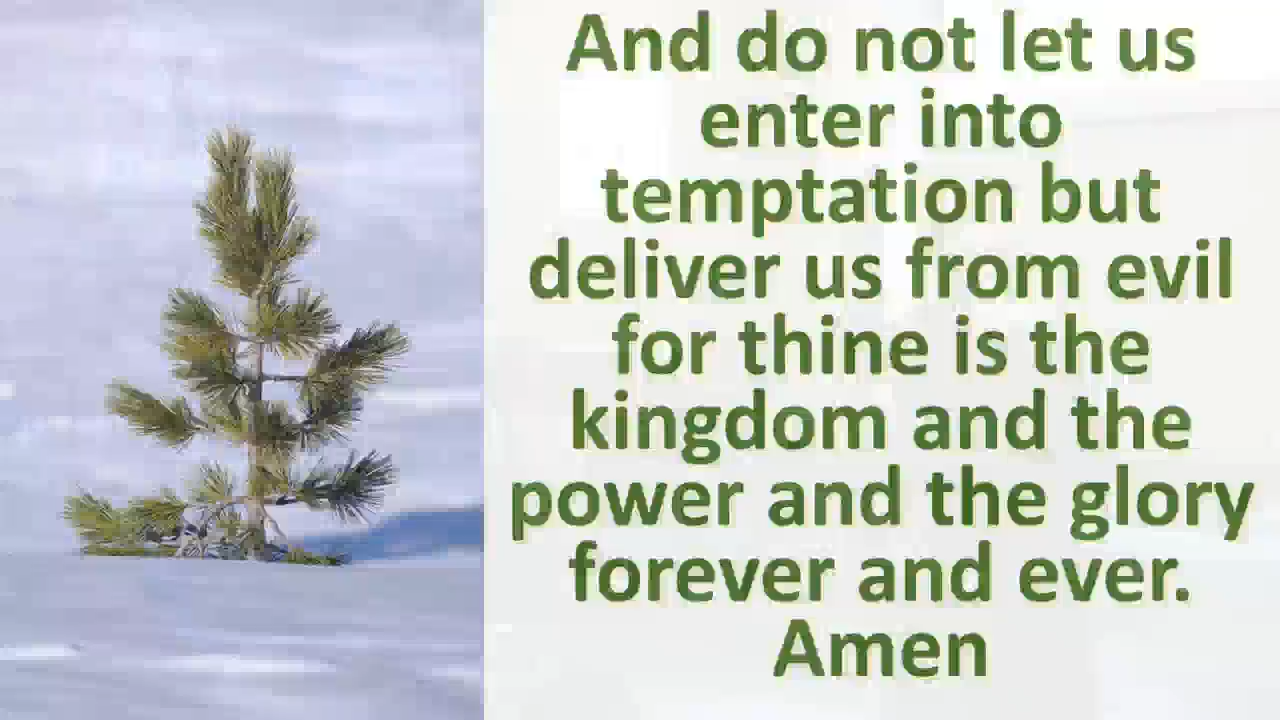 And do not let us
enter into
temptation but
deliver us from evil
for thine is the
kingdom and the
power and the glory
forever and ever.
Amen